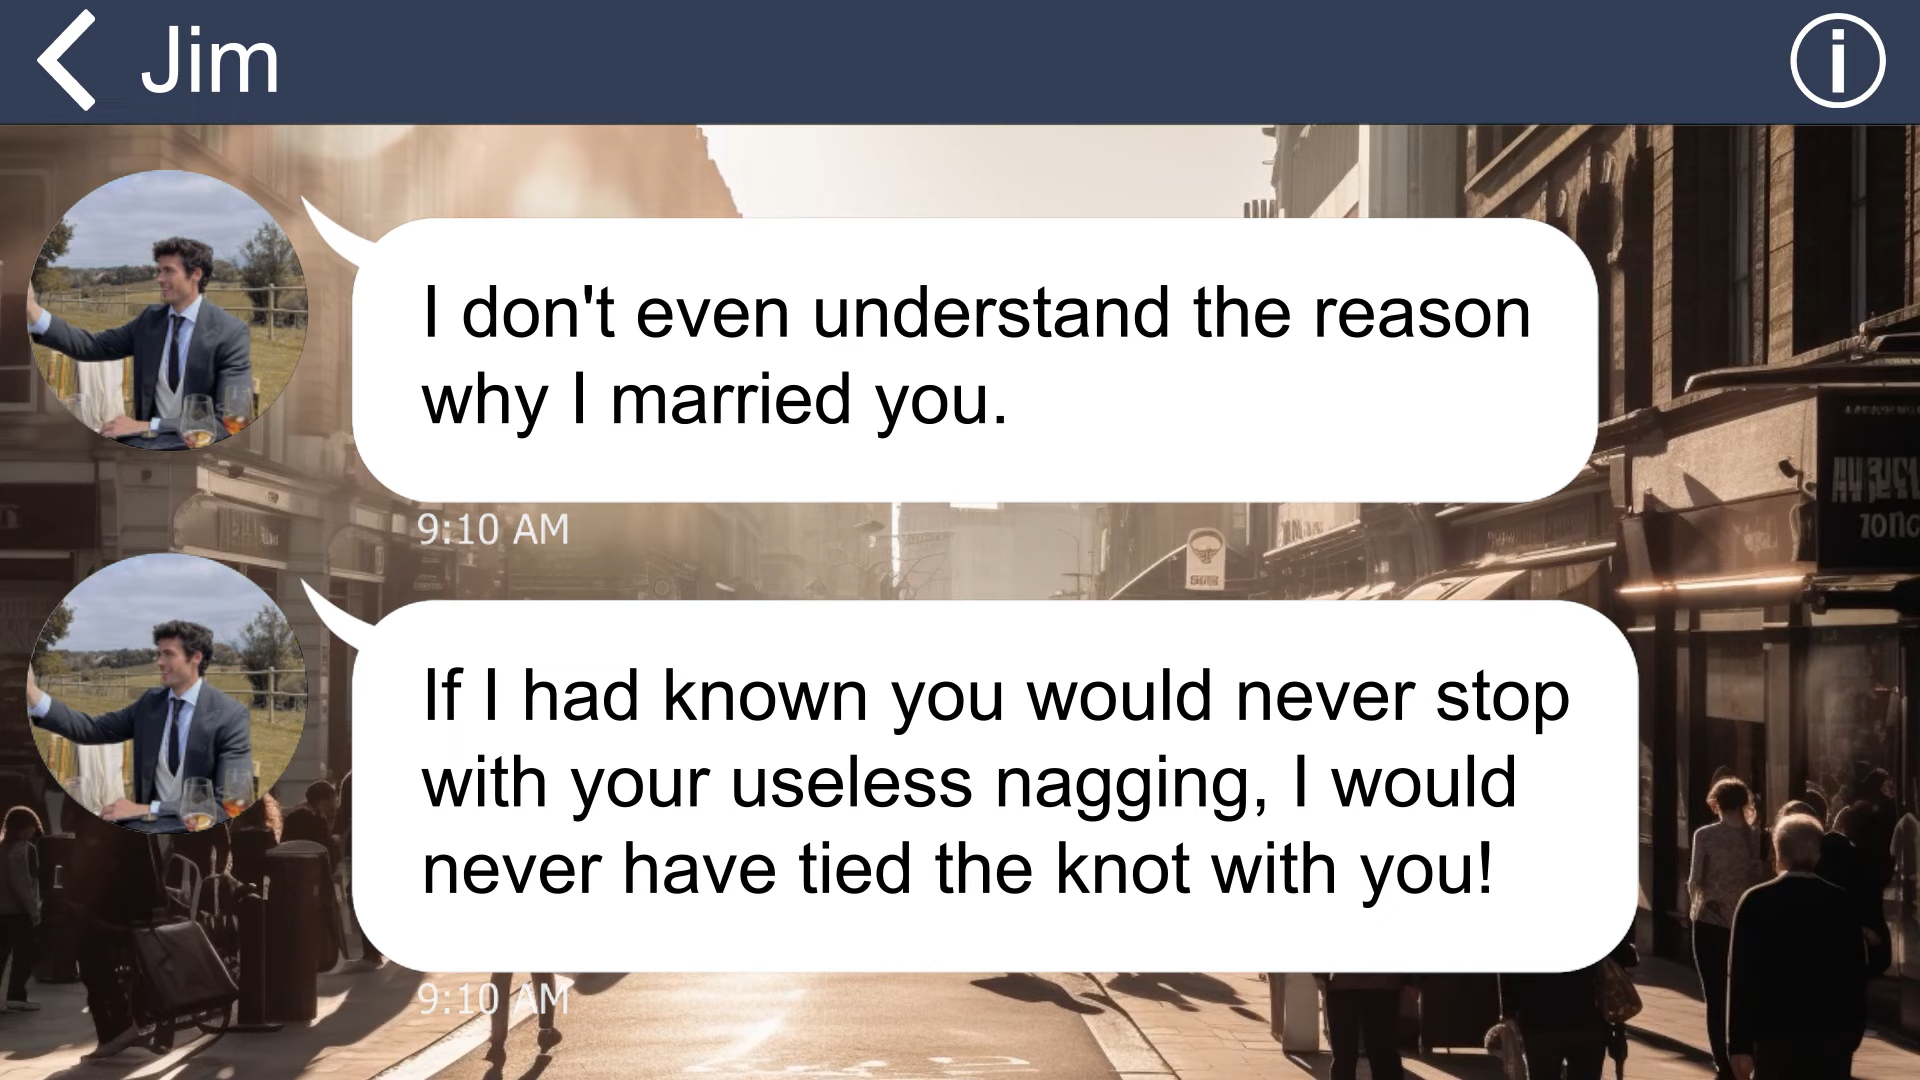 Jim
I don't even understand the reason
why I married you.
9:10 AM
If I had known you would never stop
with your useless nagging, I would
never have tied the knot with you!
9:10 AM